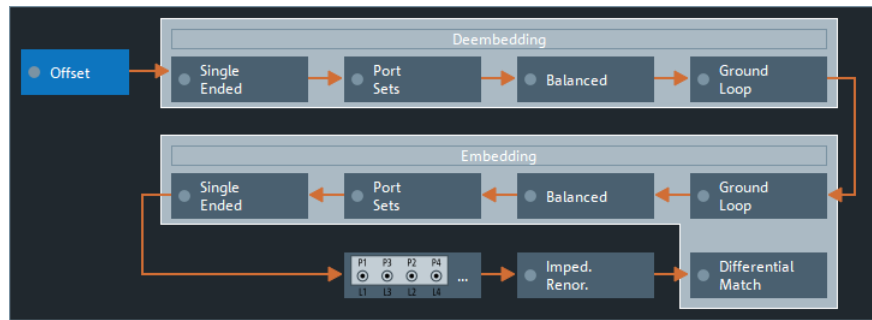 Deembedding
Offset
Single
Ended
Port
Sets
Balanced
Ground
Loop
Embedding
Single
Ended
Port
Sets
Balanced
Ground
Loop
P1 P3 P2 P4
...
L1 L3 L2 L4
Imped.
Renor.
Differential
Match